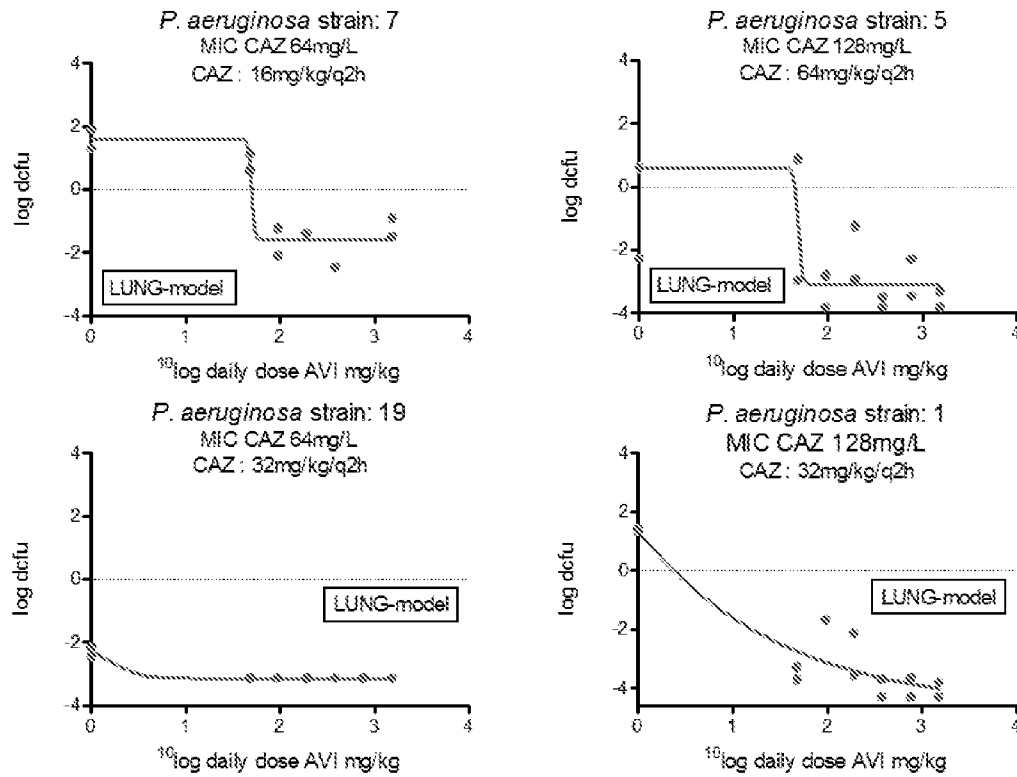 P. aeruginosa strain: 7
MIC CAZ 64mg/L
CAZ : 16mg/kg/q2h
4
2
0
-2
-4
log dcfu
LUNG-model
0 1 2 3 4
10log daily dose AVI mg/kg
P. aeruginosa strain: 5
MIC CAZ 128mg/L
CAZ : 64mg/kg/q2h
4
2
0
-2
-4
log dcfu
LUNG-model
0 1 2 3 4
10log daily dose AVI mg/kg
P. aeruginosa strain: 19
MIC CAZ 64mg/L
CAZ : 32mg/kg/q2h
4
2
0
-2
-4
log dcfu
LUNG-model
0 1 2 3 4
10log daily dose AVI mg/kg
P. aeruginosa strain: 1
MIC CAZ 128mg/L
CAZ : 32mg/kg/q2h
4
2
0
-2
-4
log dcfu
LUNG-model
0 1 2 3 4
10log daily dose AVI mg/kg